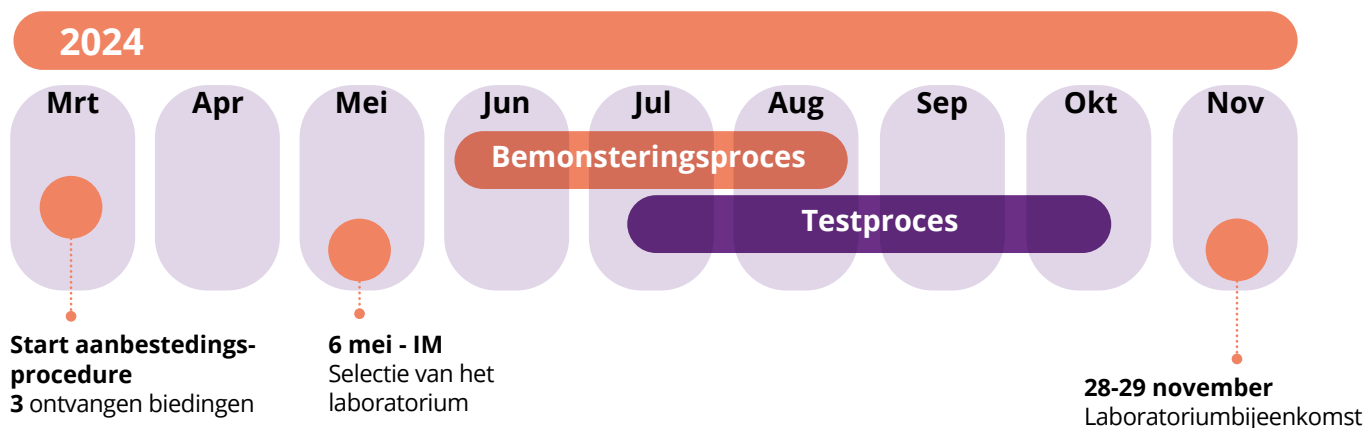 2024
Mrt Apr Mei Jun Jul Aug Sep Okt Nov
Bemonsteringsproces
Testproces
Start aanbestedings-
procedure
3 ontvangen biedingen
6 mei - IM
Selectie van het
laboratorium
28-29 november
Laboratoriumbijeenkomst